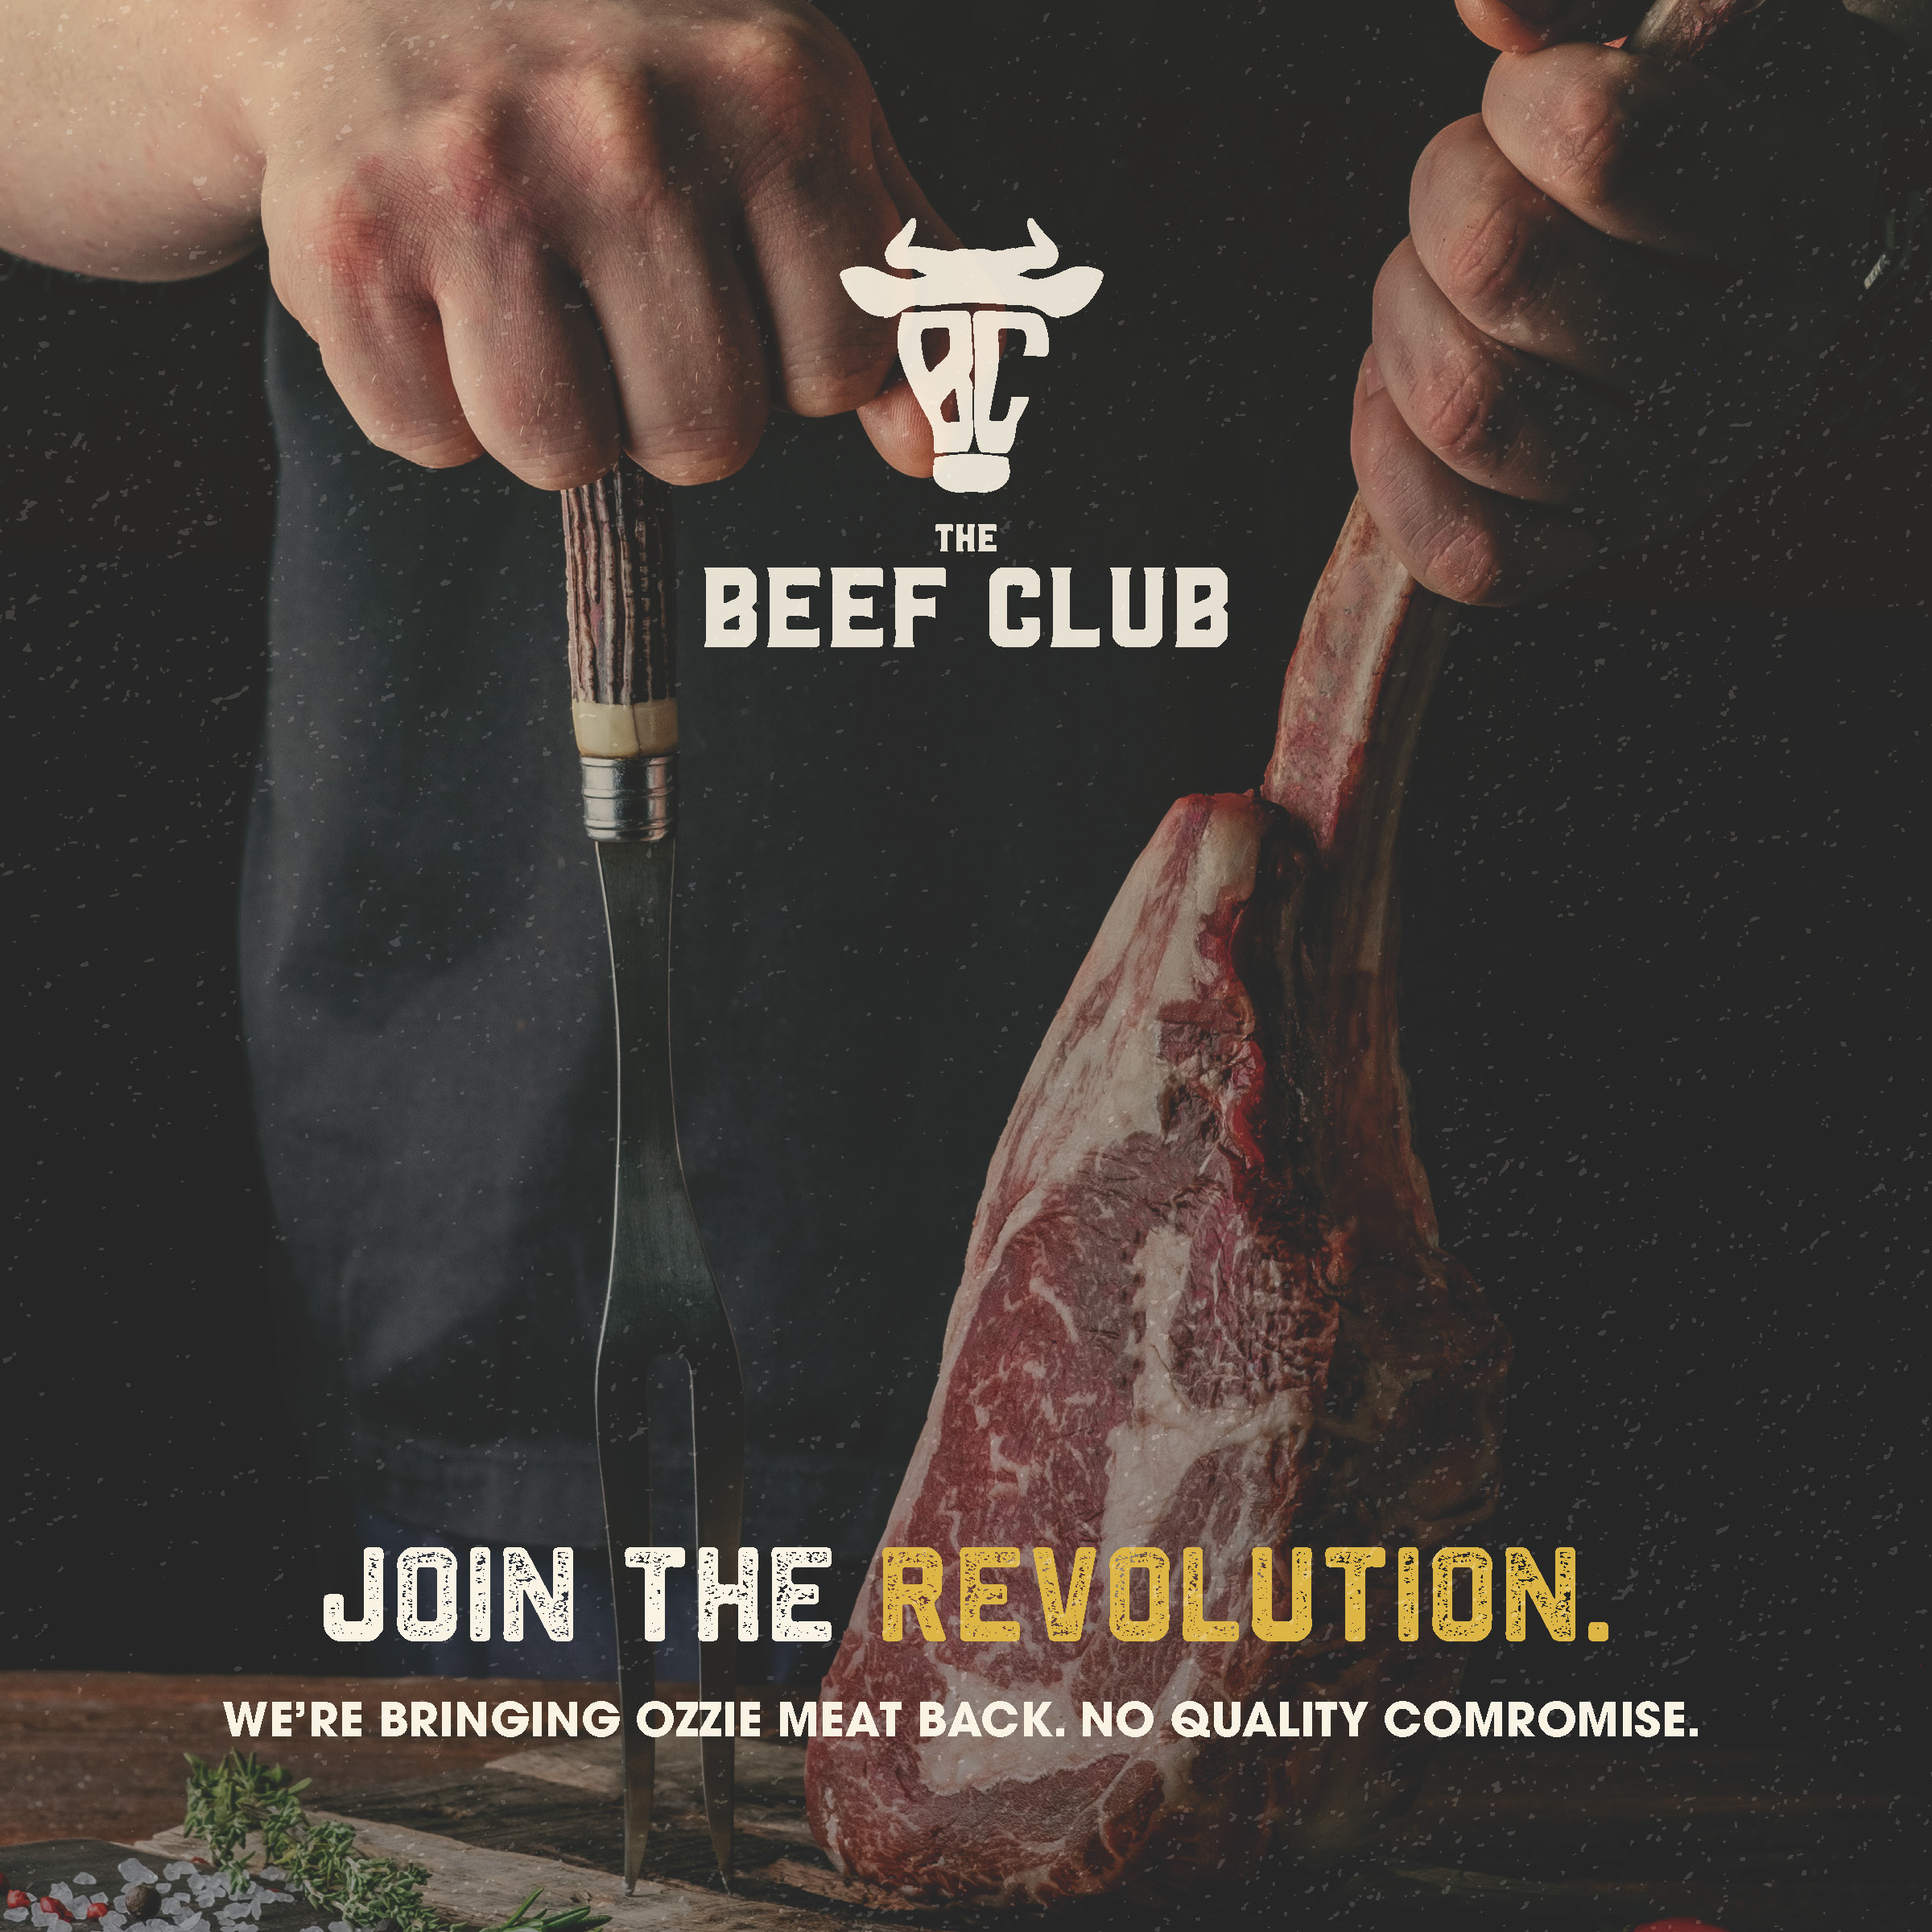 BC
THE
BEEF CLUB
JOIN THE REVOLUTION.
WE'RE BRINGING OZZIE MEAT BACK. NO QUALITY COMROMISE.